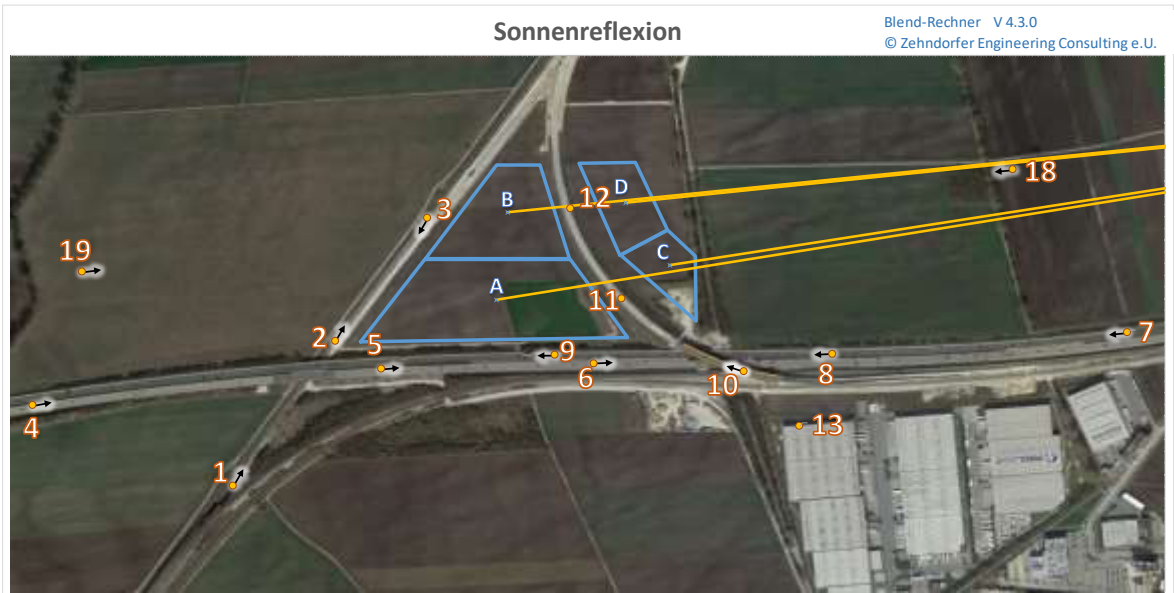 Sonnenreflexion
Blend-Rechner V 4.3.0
© Zehndorfer Engineering Consulting e.U.
18
D
12
B
3
19
C
A
11
2
5
7
9
6
8
10
4
13
1